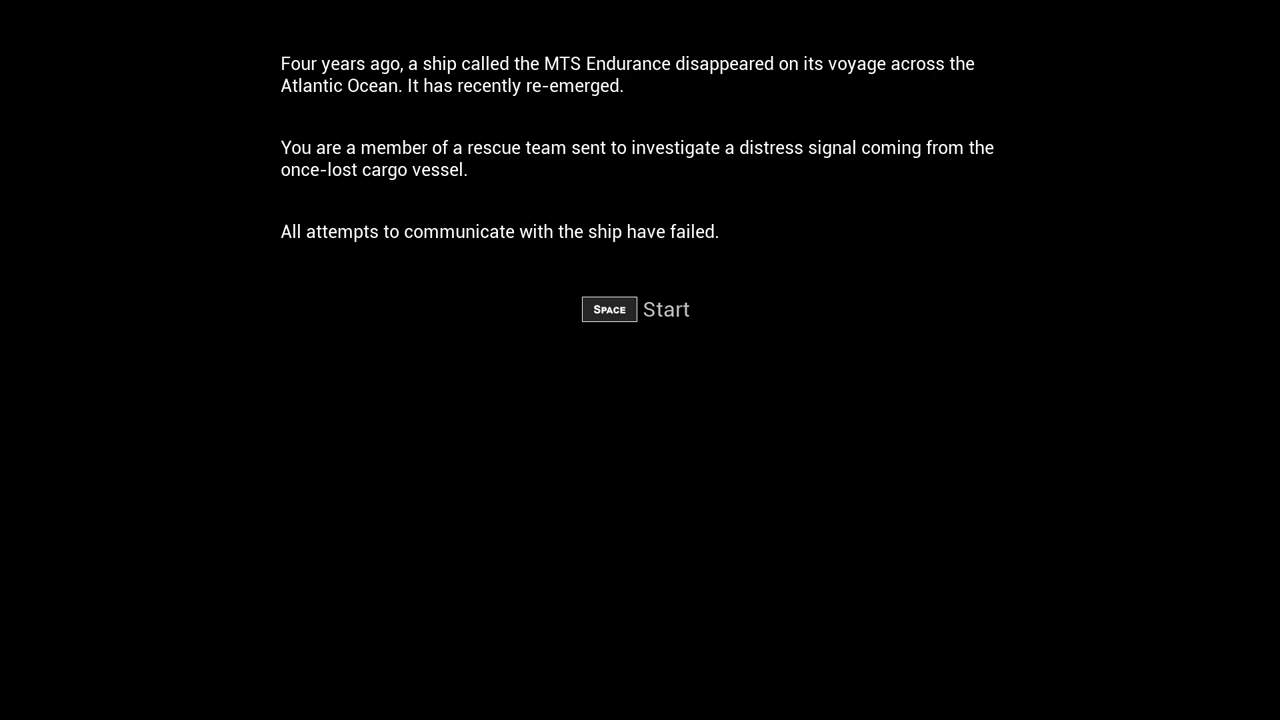 Four years ago, a ship called the MTS Endurance disappeared on its voyage across the
Atlantic Ocean. It has recently re-emerged.
You are a member of a rescue team sent to investigate a distress signal coming from the
once-lost cargo vessel.
All attempts to communicate with the ship have failed.
SPACE Start